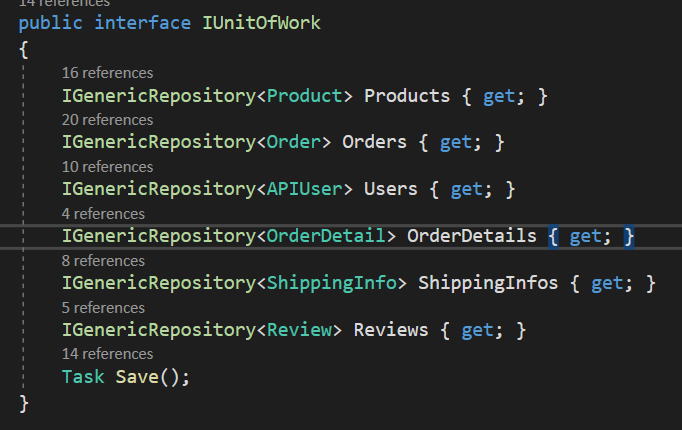 14 references
public interface IUnitOfWork
{
16 references
IGenericRepository<Product> Products { get; }
20 references
IGenericRepository<Order> Orders { get; }
10 references
IGenericRepository<APIUser> Users { get; }
4 references
IGenericRepository<OrderDetail> OrderDetails { get; }
8 references
IGenericRepository<ShippingInfo> ShippingInfos { get; }
5 references
IGenericRepository<Review> Reviews { get; }
14 references
Task Save();
}